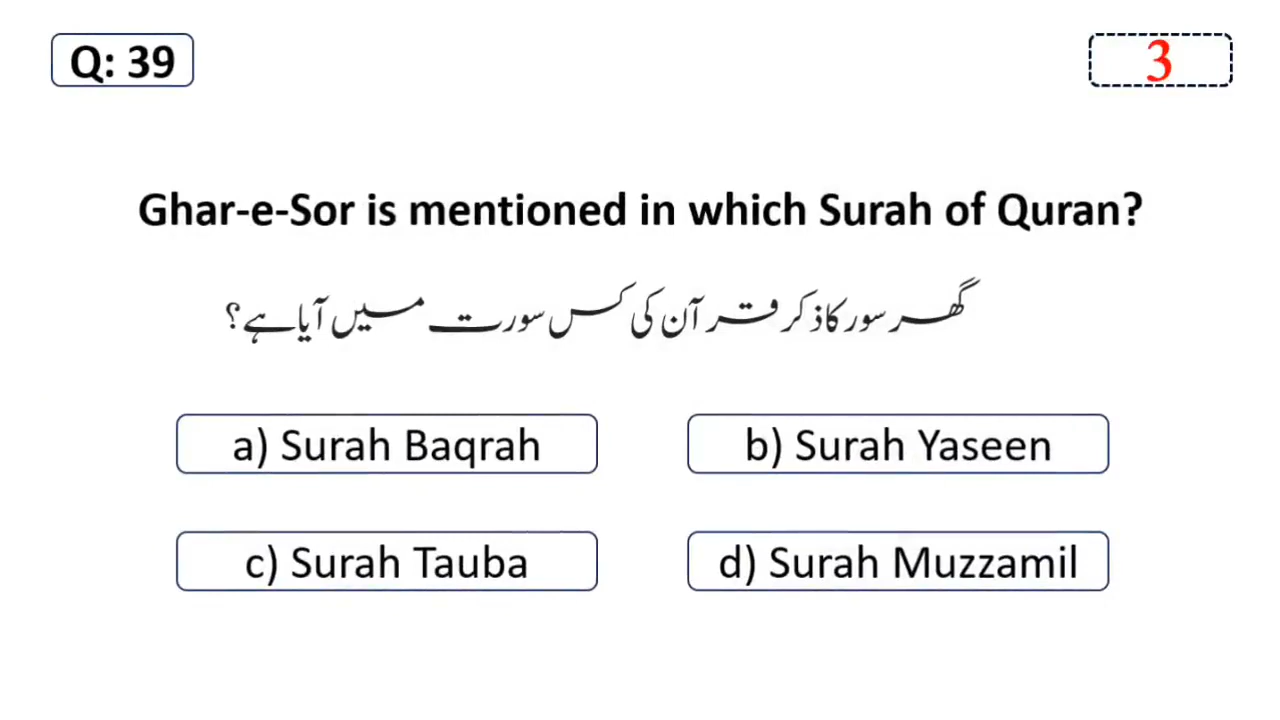 Q: 39
3
Ghar-e-Sor is mentioned in which Surah of Quran?
گھر سور کا ذکر قرآن کی کس سورت میں آیا ہے؟
a) Surah Baqrah
b) Surah Yaseen
c) Surah Tauba
d) Surah Muzzamil